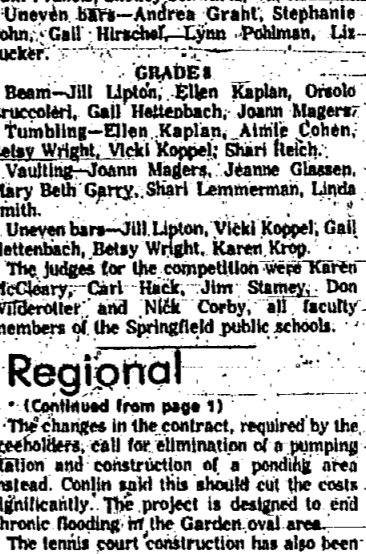 Uneven bars—Andrea Graht, Stephanie
ohn, Gail Hirschel, Lynn Pohlman, Liz
ucker.
GRADE 8
Beam—Jill Lipton, Ellen Kaplan, Orsolo
ruccoleri, Gail Hettenbach, Joann Magers.
Tumbling—Ellen Kaplan, Aimie Cohen,
etsy Wright, Vicki Koppel, Shari Reich.
Vaulting—Joann Magers, Jeanne Glassen,
ary Beth Garry, Shari Lemmerman, Linda
mith.
Uneven bars—Jill Lipton, Vicki Koppel, Gail
ettenbach, Betsy Wright, Karen Krop.
The judges for the competition were Karen
McCleary, Carl Hack, Jim Stamey, Don
Wilderotter and Nick Corby, all faculty
members of the Springfield public schools.
Regional
(Continued from page 1)
The changes in the contract, required by the
eeholders, call for elimination of a pumping
tation and construction of a ponding area
nstead. Conlin said this should cut the costs
ignificantly. The project is designed to end
hronic flooding in the Garden oval area.
The tennis court construction has also been